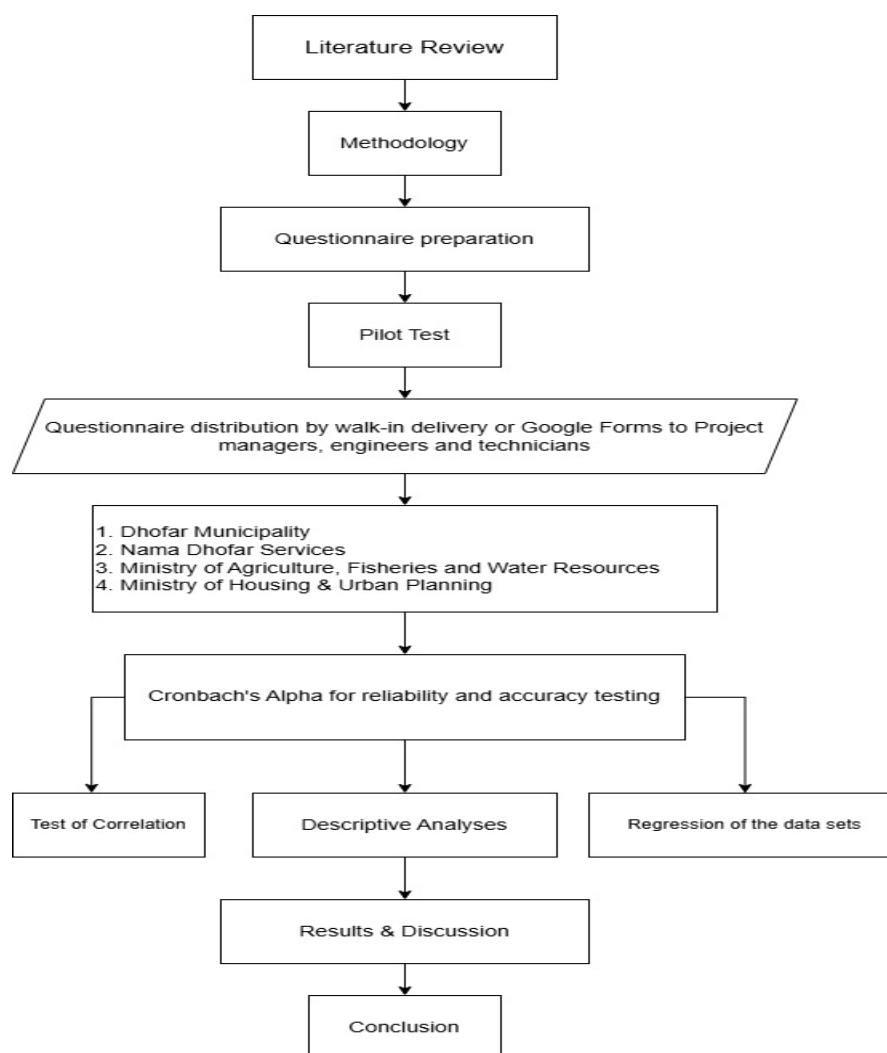 Literature Review
Methodology
Questionnaire preparation
Pilot Test
Questionnaire distribution by walk-in delivery or Google Forms to Project
managers, engineers and technicians
1. Dhofar Municipality
2. Nama Dhofar Services
3. Ministry of Agriculture, Fisheries and Water Resources
4. Ministry of Housing & Urban Planning
Cronbach's Alpha for reliability and accuracy testing
Test of Correlation
Descriptive Analyses
Regression of the data sets
Results & Discussion
Conclusion